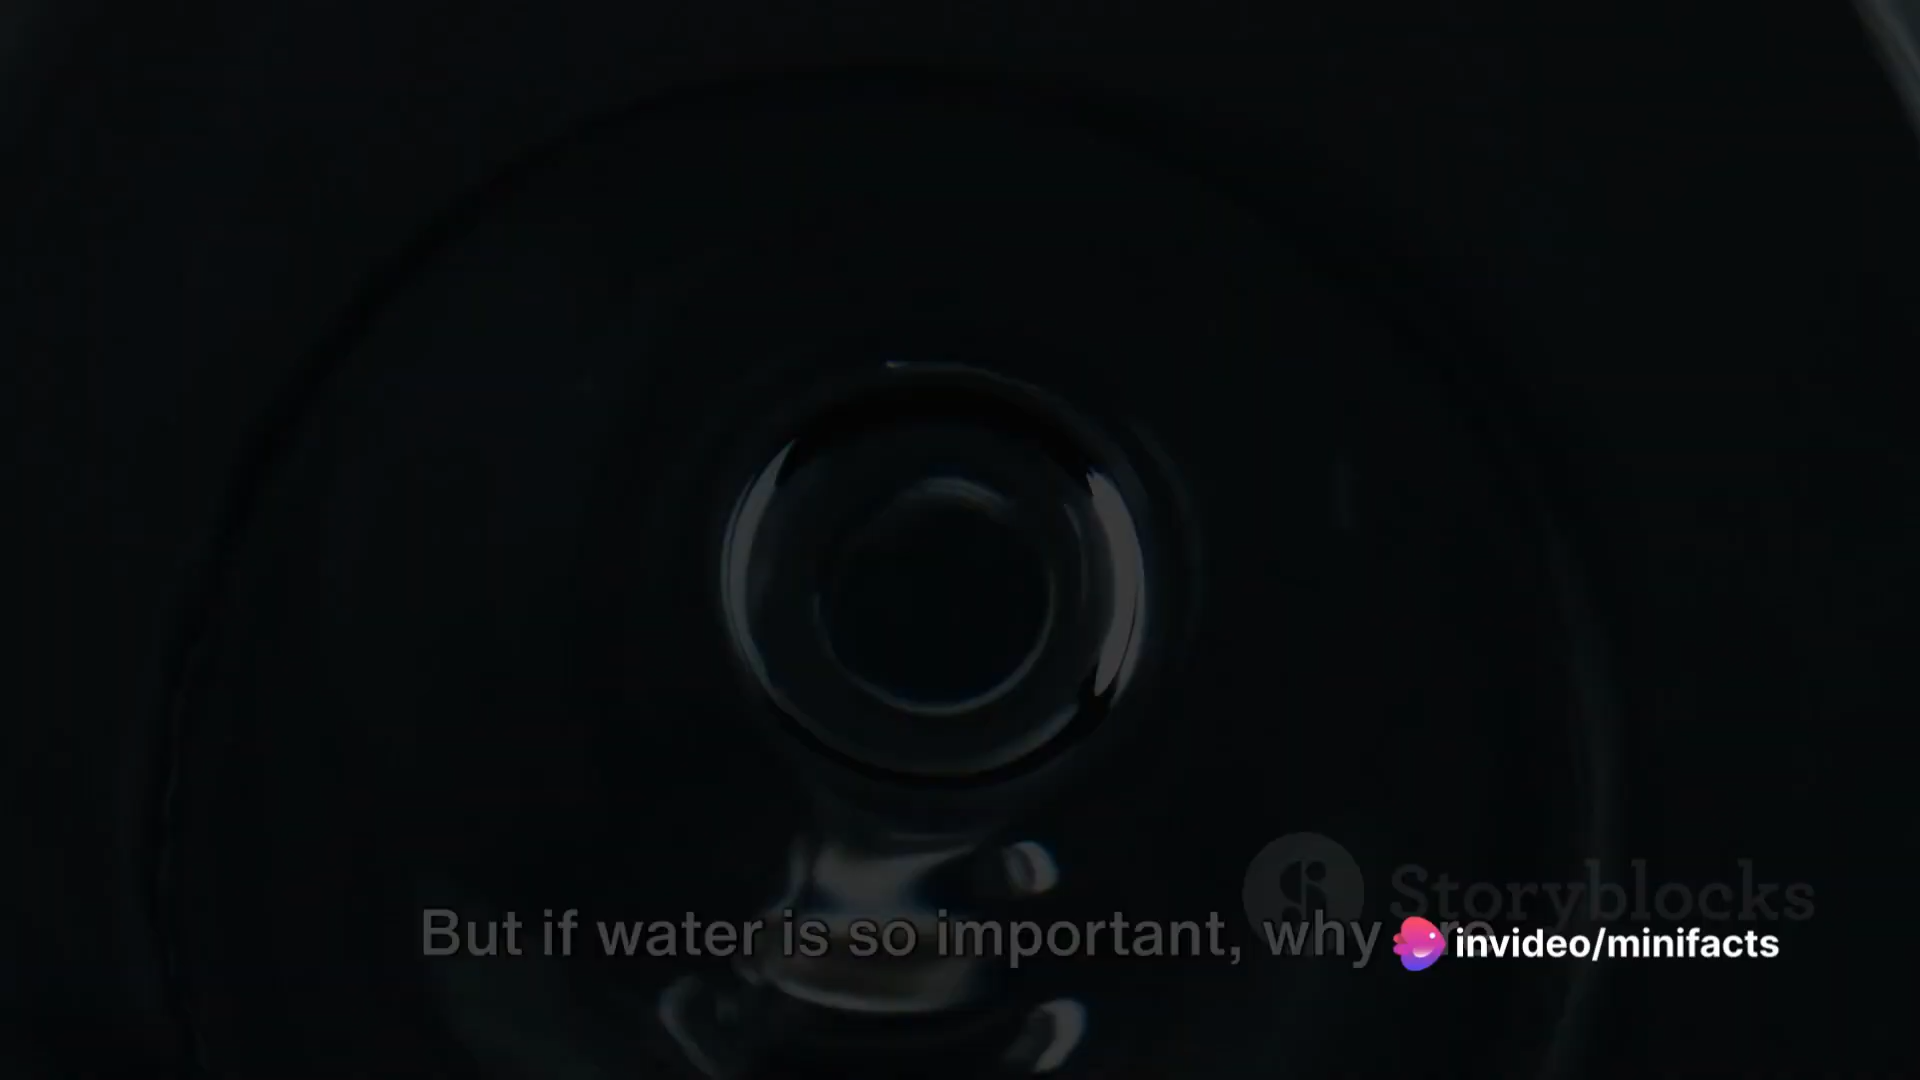 Storyblocks
But if water is so important, why
invideo/minifacts